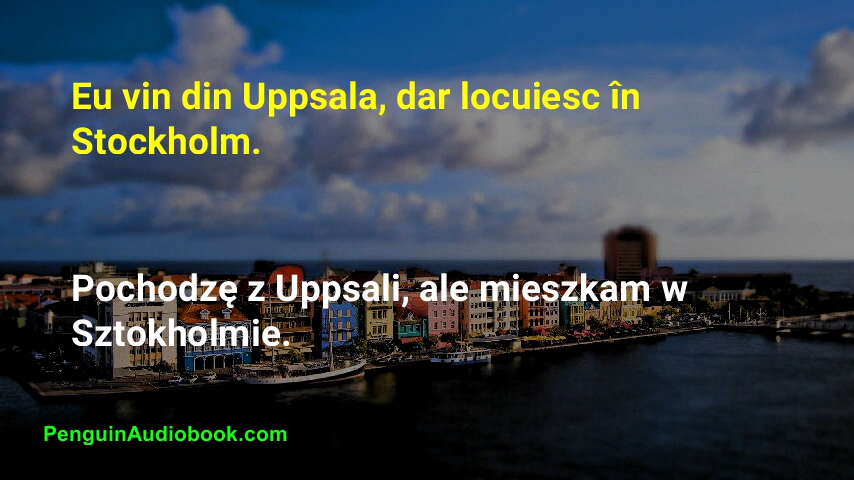 Eu vin din Uppsala, dar locuiesc în
Stockholm.
Pochodzę z Uppsali, ale mieszkam w
Sztokholmie.
PenguinAudiobook.com